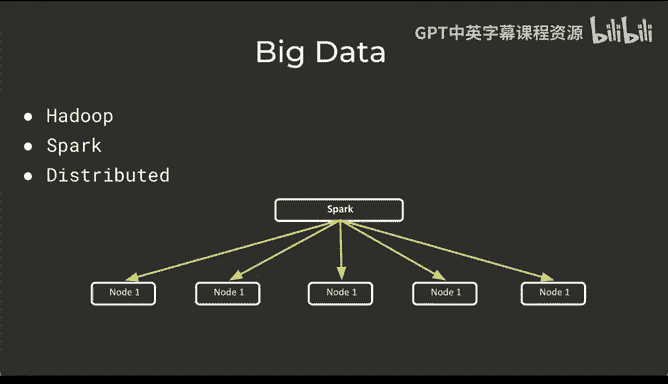 GPT中英字幕课程资源 bilibili
Big Data
● Hadoop
● Spark
● Distributed
Spark
Node 1 Node 1 Node 1 Node 1 Node 1